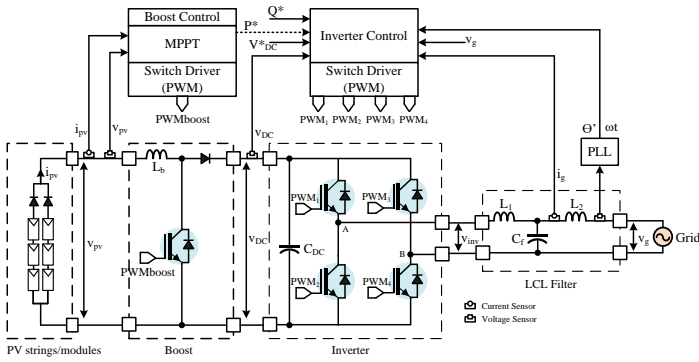 Boost Control
MPPT
Switch Driver
(PWM)
PWMboost
P*
Q*
V*DC
Inverter Control
Switch Driver
(PWM)
PWM1 PWM2 PWM3 PWM4
vg
ipv
vpv
vDC
ig
Θ’ ωt
PLL
ipv
vpv
Lb
PWMboost
vDC
CDC
PWM1
PWM2
PWM3
PWM4
A
B
vinv
L1
L2
Cf
vg
Grid
LCL Filter
Current Sensor
Voltage Sensor
PV strings/modules
Boost
Inverter